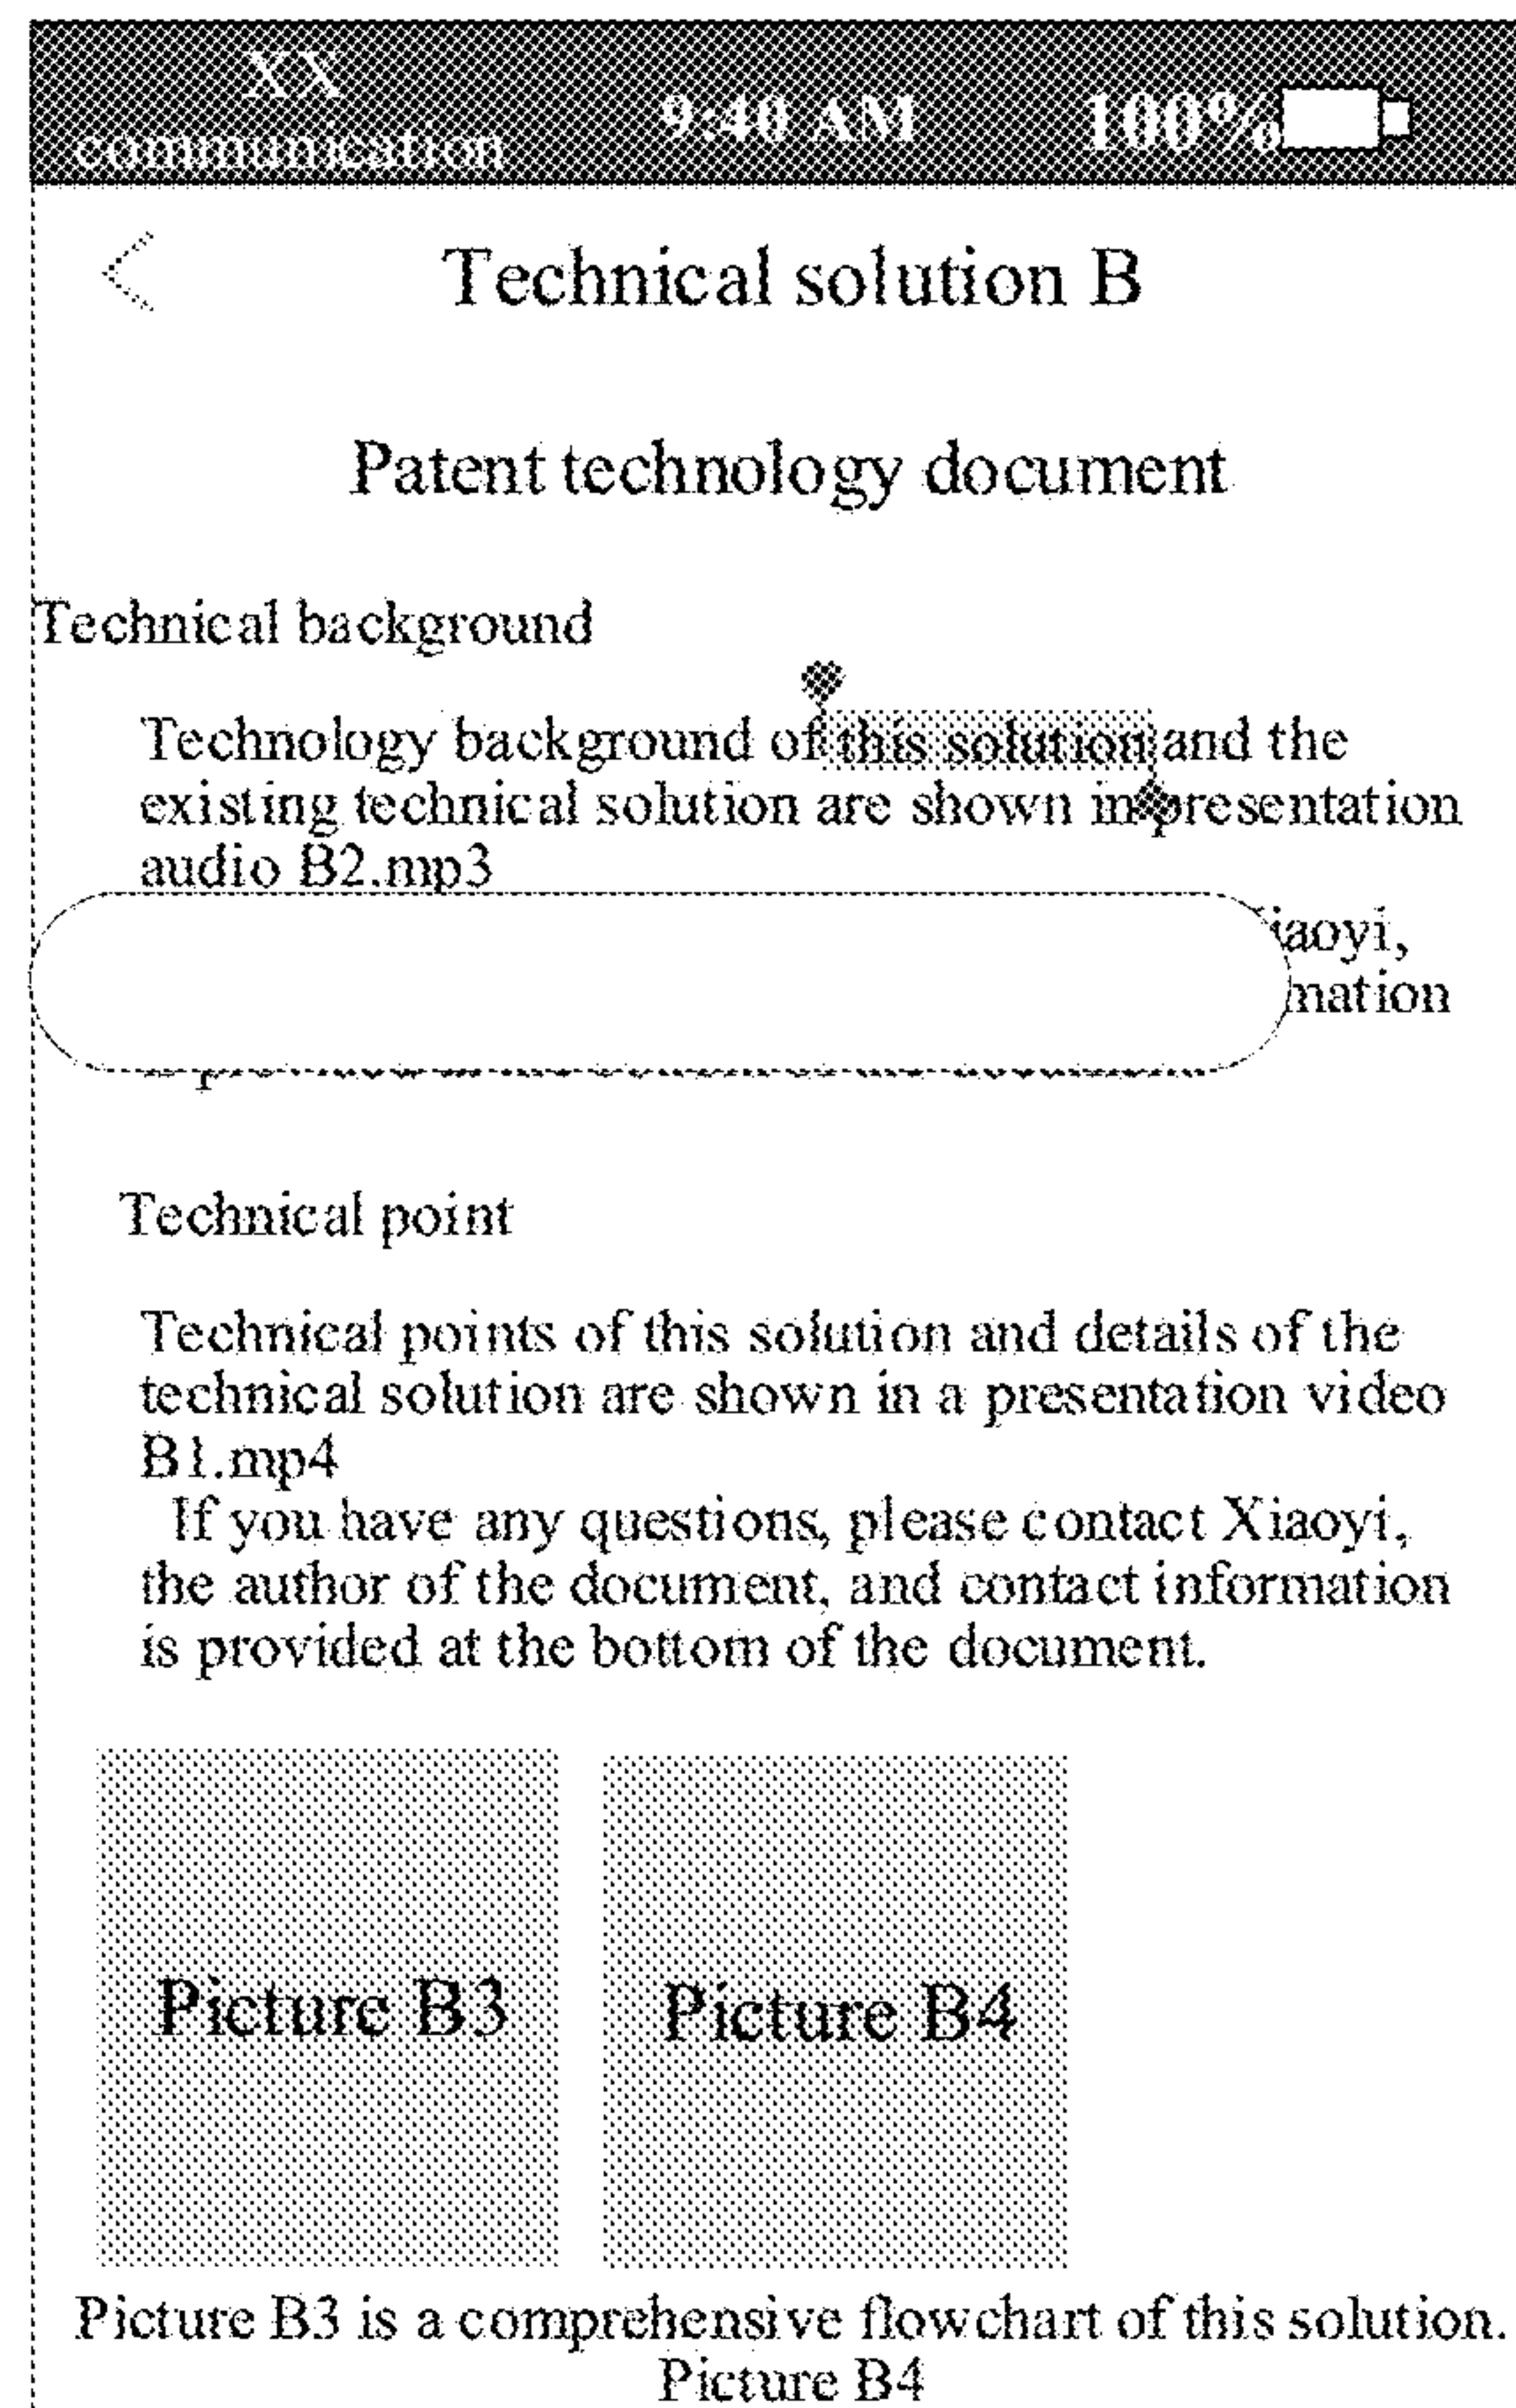 XX
communication
9:40 AM
100%
Technical solution B
Patent technology document
Technical background
Technology background of this solution and the
existing technical solution are shown in presentation
audio B2.mp3
iaoyi,
mation
Technical point
Technical points of this solution and details of the
technical solution are shown in a presentation video
B1.mp4
If you have any questions, please contact Xiaoyi,
the author of the document, and contact information
is provided at the bottom of the document.
Picture B3
Picture B4
Picture B3 is a comprehensive flowchart of this solution.
Picture B4